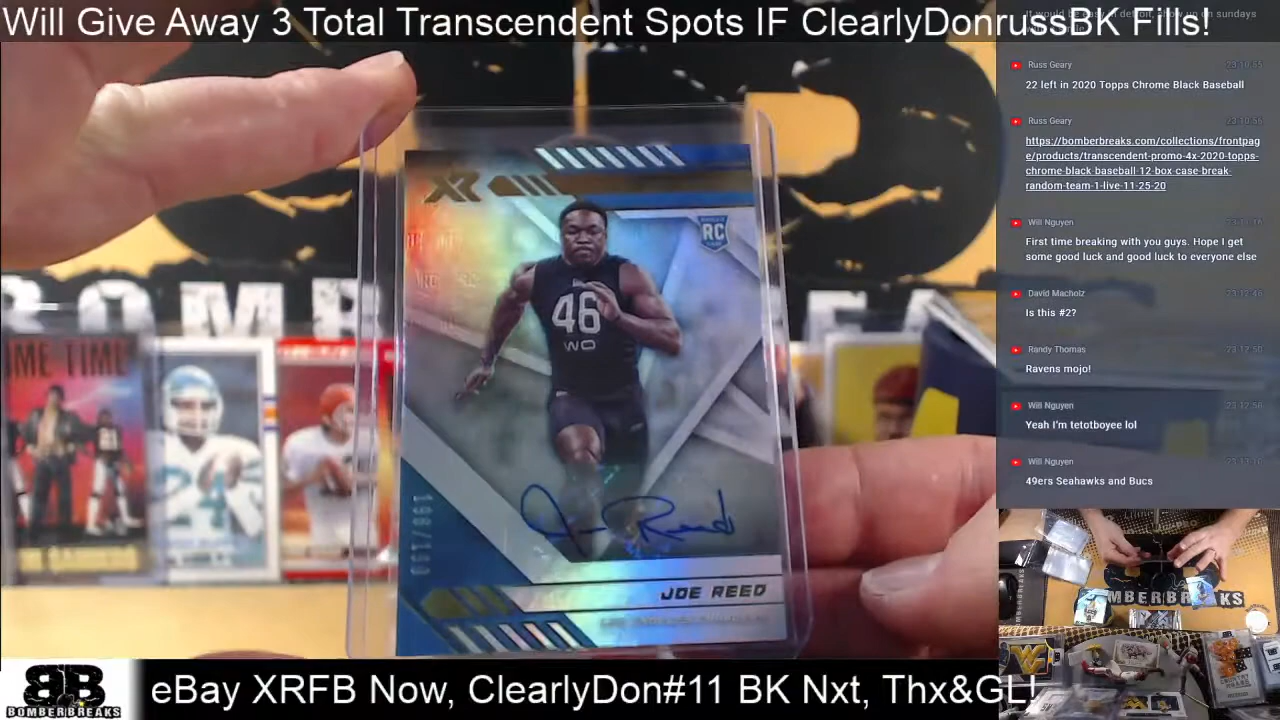 Will Give Away 3 Total Transcendent Spots IF ClearlyDonrussBK Fills!
Russ Geary
22 left in 2020 Topps Chrome Black Baseball
Russ Geary
https://bomberbreaks.com/collections/frontpag
e/products/transcendent-promo-4x-2020-topps-
chrome-black-baseball-12-box-case-break-
random-team-1-live-11-25-20
Will Nguyen
First time breaking with you guys. Hope I get
some good luck and good luck to everyone else
David Macholz
Is this #2?
Randy Thomas
Ravens mojo!
Will Nguyen
Yeah I'm tetotboyee lol
Will Nguyen
49ers Seahawks and Bucs
XR
RC
46
WO
Joe Reed
JOE REED
BOMBERBREAKS
eBay XRFB Now, ClearlyDon#11 BK Nxt, Thx&GL!